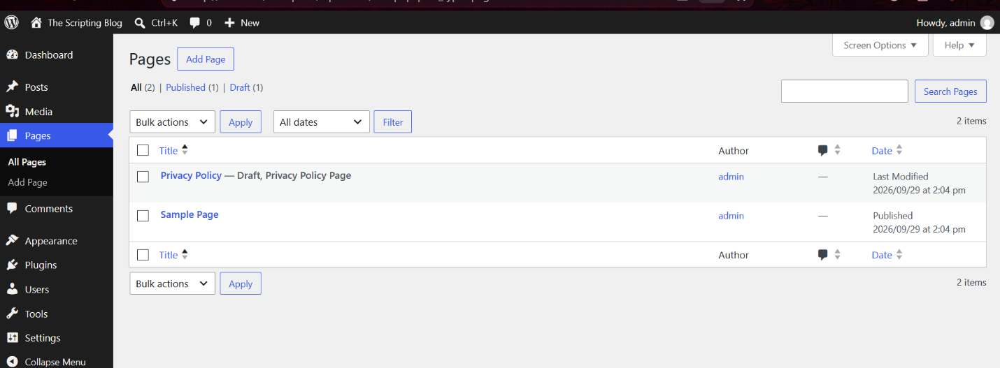 The Scripting Blog Ctrl+K 0 New Howdy, admin
Dashboard
Posts
Media
Pages
All Pages
Add Page
Comments
Appearance
Plugins
Users
Tools
Settings
Collapse Menu
Screen Options ▼ Help ▼
Pages Add Page
All (2) | Published (1) | Draft (1)
Search Pages
Bulk actions Apply All dates Filter 2 items
Title Author Date
Privacy Policy — Draft, Privacy Policy Page admin — Last Modified
2026/09/29 at 2:04 pm
Sample Page admin — Published
2026/09/29 at 2:04 pm
Title Author Date
Bulk actions Apply 2 items